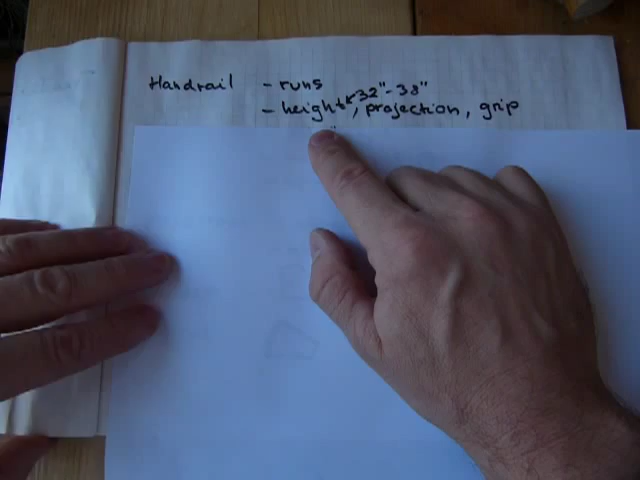 Handrail - runs
32" - 38"
- height, projection, grip